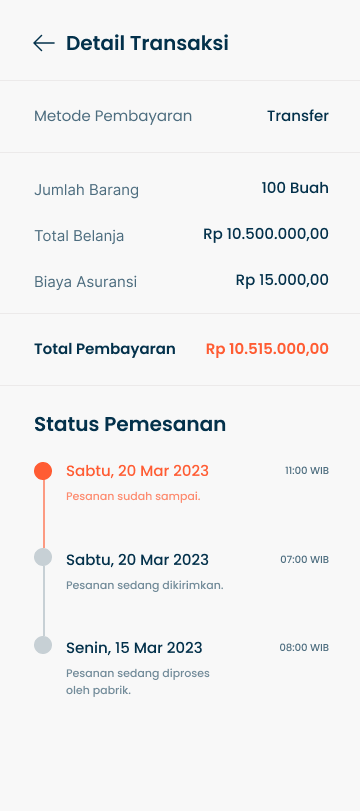 Detail Transaksi
Metode Pembayaran Transfer
Jumlah Barang 100 Buah
Total Belanja Rp 10.500.000,00
Biaya Asuransi Rp 15.000,00
Total Pembayaran Rp 10.515.000,00
Status Pemesanan
Sabtu, 20 Mar 2023 11:00 WIB
Pesanan sudah sampai.
Sabtu, 20 Mar 2023 07:00 WIB
Pesanan sedang dikirimkan.
Senin, 15 Mar 2023 08:00 WIB
Pesanan sedang diproses
oleh pabrik.